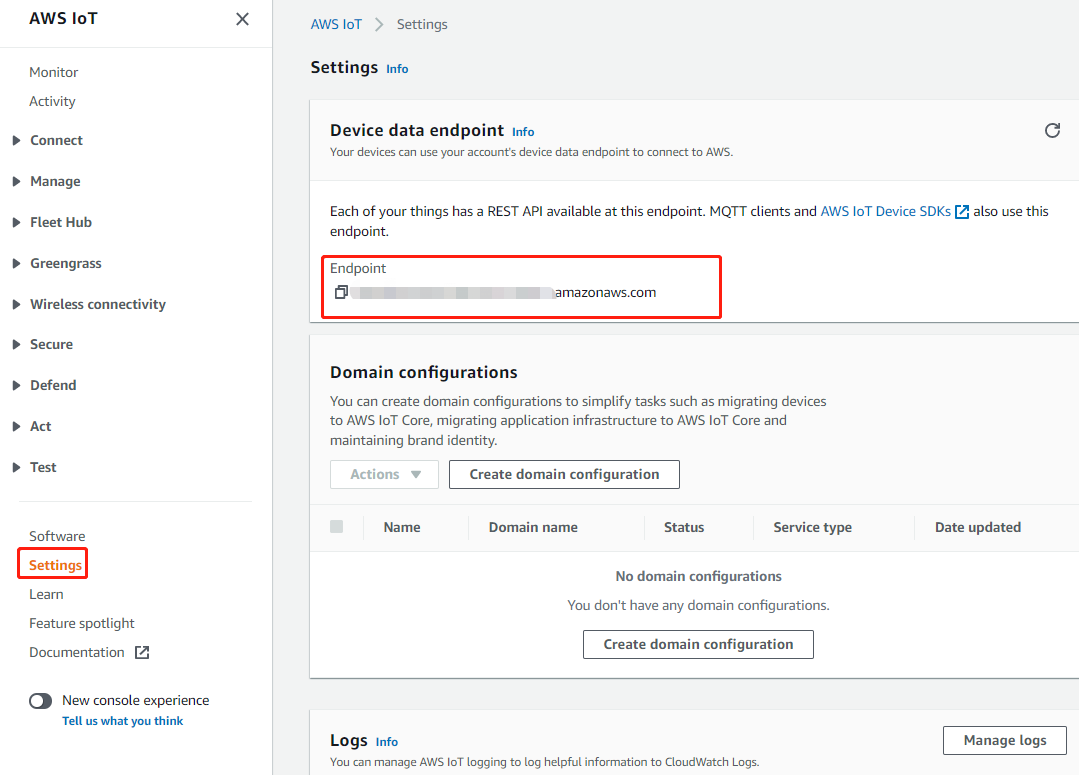 AWS IoT
Monitor
Activity
Connect
Manage
Fleet Hub
Greengrass
Wireless connectivity
Secure
Defend
Act
Test
Software
Settings
Learn
Feature spotlight
Documentation
New console experience
Tell us what you think
AWS IoT Settings
Settings Info
Device data endpoint Info
Your devices can use your account's device data endpoint to connect to AWS.
Each of your things has a REST API available at this endpoint. MQTT clients and AWS IoT Device SDKs also use this
endpoint.
Endpoint
amazonaws.com
Domain configurations
You can create domain configurations to simplify tasks such as migrating devices
to AWS IoT Core, migrating application infrastructure to AWS IoT Core and
maintaining brand identity.
Actions Create domain configuration
Name Domain name Status Service type Date updated
No domain configurations
You don't have any domain configurations.
Create domain configuration
Logs Info
Manage logs
You can manage AWS IoT logging to log helpful information to CloudWatch Logs.